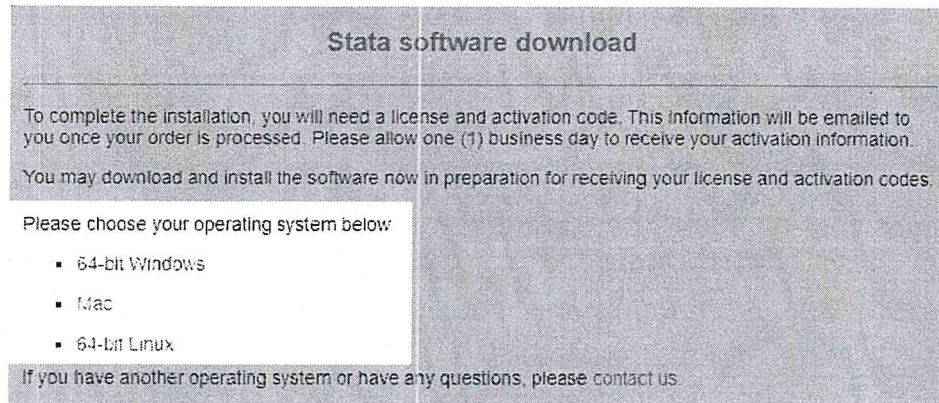 Stata software download
To complete the installation, you will need a license and activation code. This information will be emailed to
you once your order is processed. Please allow one (1) business day to receive your activation information.
You may download and install the software now in preparation for receiving your license and activation codes.
Please choose your operating system below
▪ 64-bit Windows
▪ Mac
▪ 64-bit Linux
If you have another operating system or have any questions, please contact us.